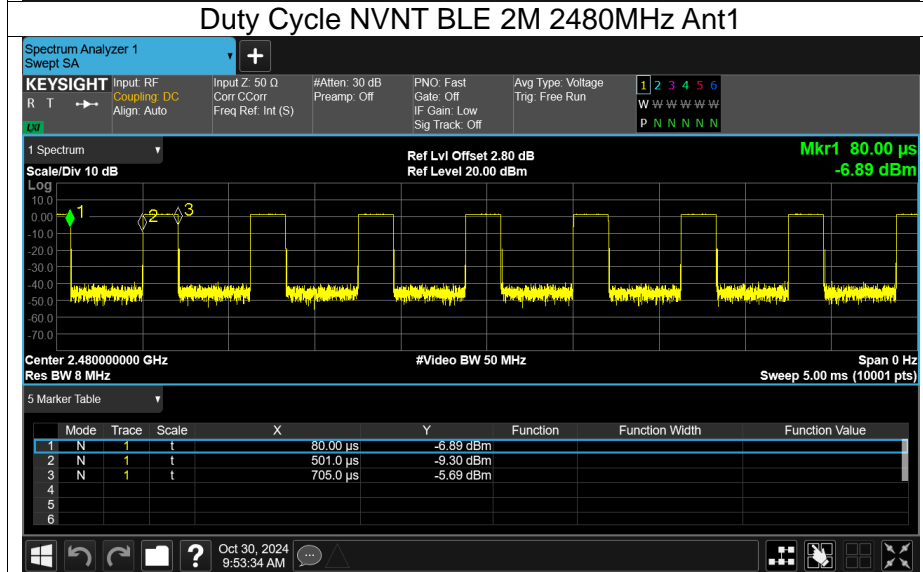 Duty Cycle NVNT BLE 2M 2480MHz Ant1
Spectrum Analyzer 1
Swept SA
+
KEYSIGHT Input: RF Input Z: 50 Ω #Atten: 30 dB PNO: Fast Avg Type: Voltage 1 2 3 4 5 6
R T Coupling: DC Corr CCorr Preamp: Off Gate: Off Trig: Free Run W W W W W W
Align: Auto Freq Ref: Int (S) IF Gain: Low P N N N N N
LXI Sig Track: Off
1 Spectrum Ref Lvl Offset 2.80 dB Mkr1 80.00 µs
Scale/Div 10 dB Ref Level 20.00 dBm -6.89 dBm
Log
10.0
0.00
-10.0
-20.0
-30.0
-40.0
-50.0
-60.0
-70.0
1
2
3
Center 2.480000000 GHz #Video BW 50 MHz Span 0 Hz
Res BW 8 MHz Sweep 5.00 ms (10001 pts)
5 Marker Table
Mode Trace Scale X Y Function Function Width Function Value
1 N 1 t 80.00 µs -6.89 dBm
2 N 1 t 501.0 µs -9.30 dBm
3 N 1 t 705.0 µs -5.69 dBm
4
5
6
? Oct 30, 2024
9:53:34 AM